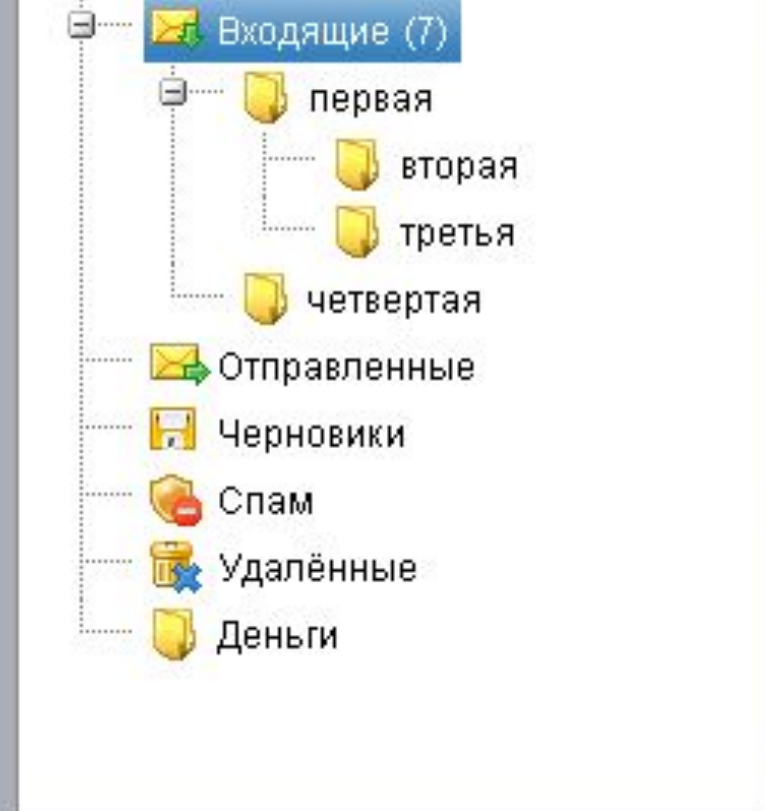 Входящие (7)
первая
вторая
третья
четвертая
Отправленные
Черновики
Спам
Удалённые
Деньги